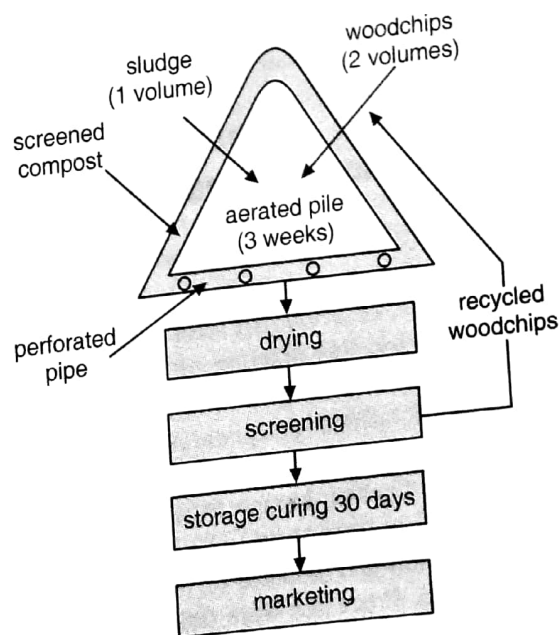 woodchips
(2 volumes)
sludge
(1 volume)
screened
compost
aerated pile
(3 weeks)
perforated
pipe
recycled
woodchips
drying
screening
storage curing 30 days
marketing